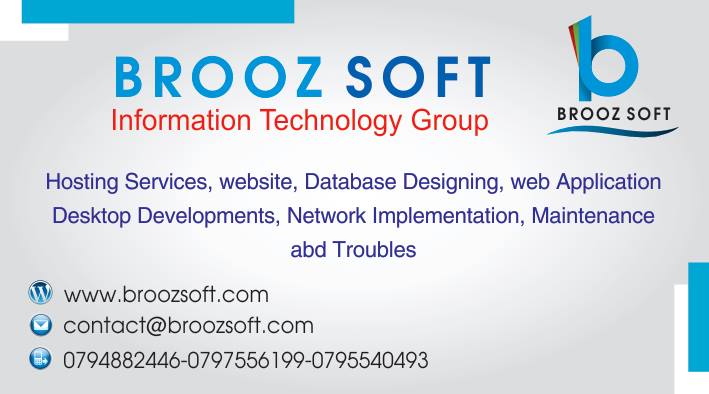 BROOZ SOFT
Information Technology Group
BROOZ SOFT
Hosting Services, website, Database Designing, web Application
Desktop Developments, Network Implementation, Maintenance
abd Troubles
www.broozsoft.com
contact@broozsoft.com
0794882446-0797556199-0795540493